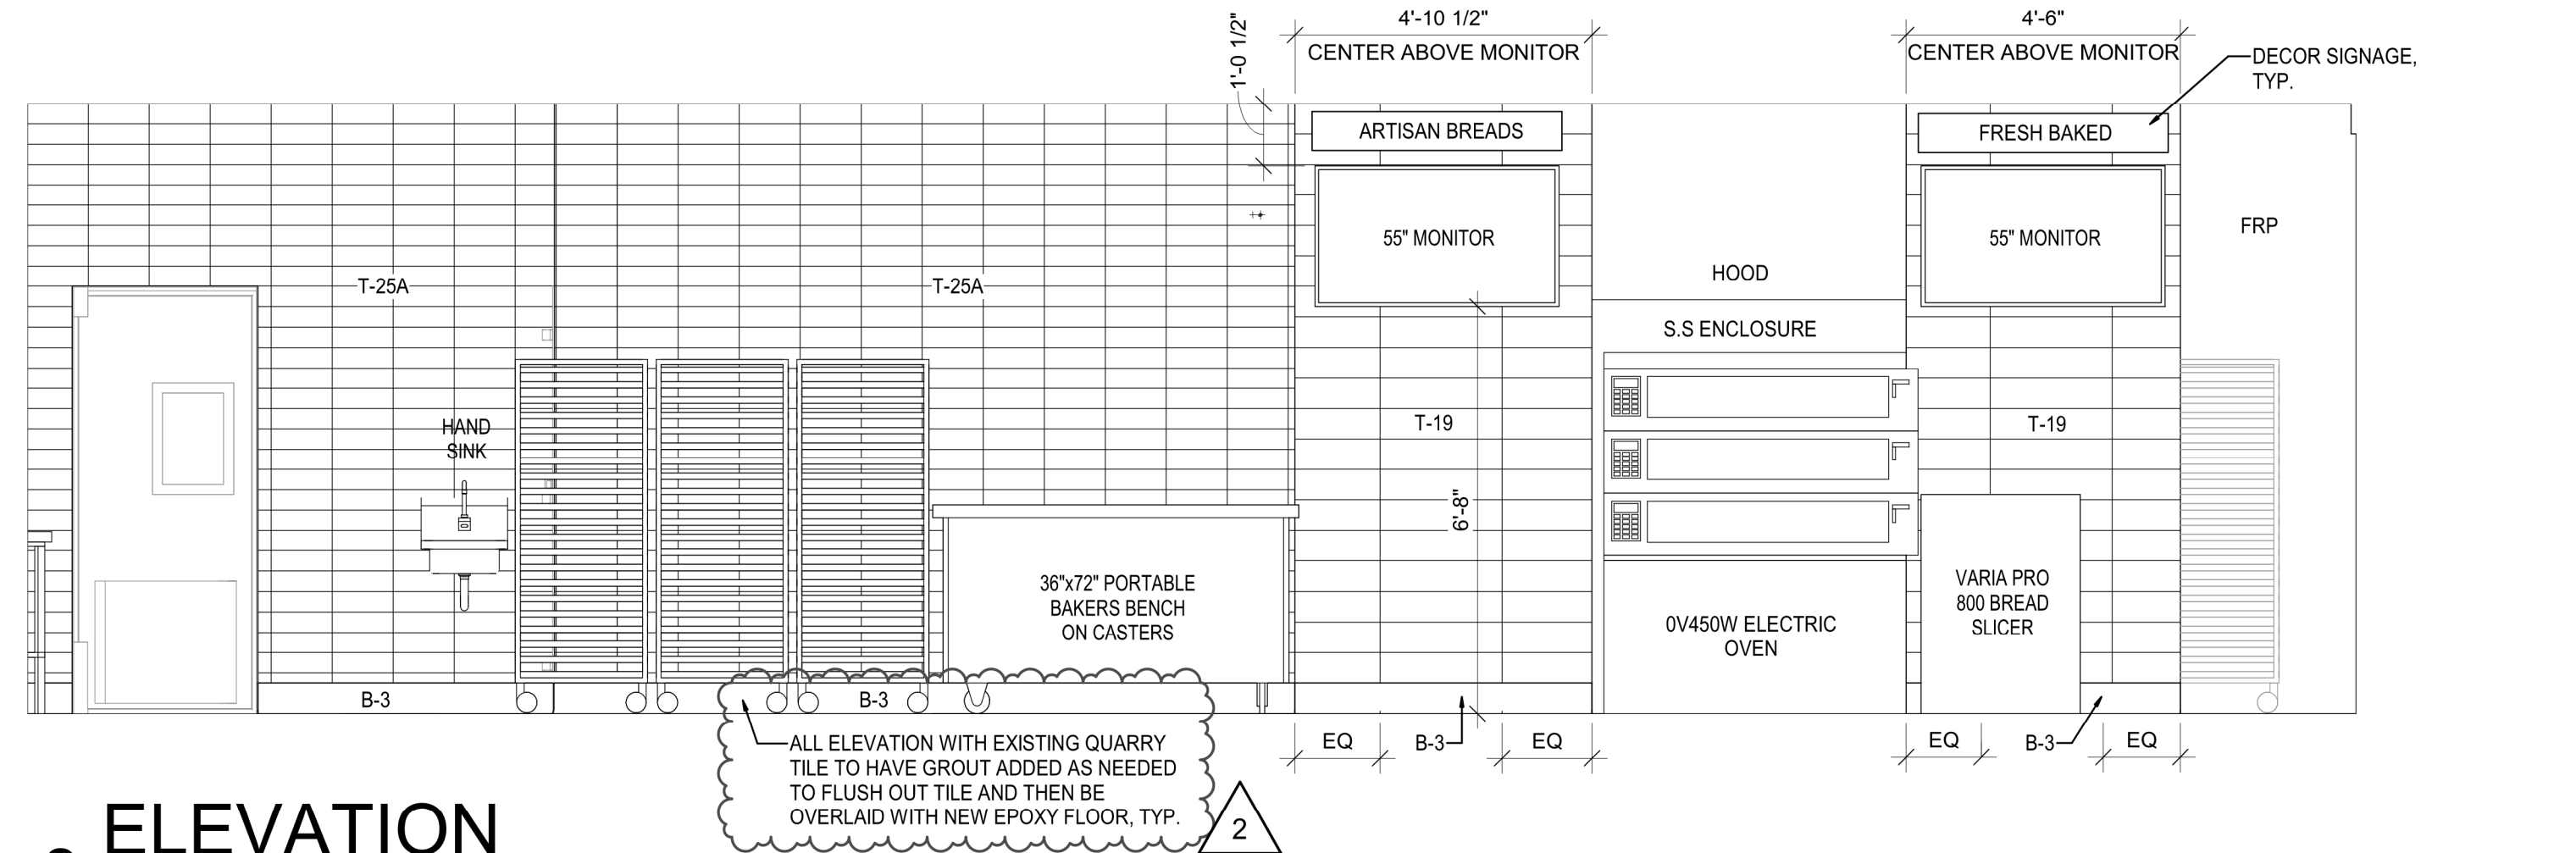 4'-10 1/2"
CENTER ABOVE MONITOR
1'-0 1/2"
4'-6"
CENTER ABOVE MONITOR
DECOR SIGNAGE,
TYP.
ARTISAN BREADS
FRESH BAKED
55" MONITOR
55" MONITOR
FRP
HOOD
T-25A
T-25A
S.S ENCLOSURE
HAND
SINK
T-19
T-19
6'-8"
36"x72" PORTABLE
BAKERS BENCH
ON CASTERS
VARIA PRO
800 BREAD
SLICER
0V450W ELECTRIC
OVEN
B-3
B-3
ALL ELEVATION WITH EXISTING QUARRY
TILE TO HAVE GROUT ADDED AS NEEDED
TO FLUSH OUT TILE AND THEN BE
OVERLAID WITH NEW EPOXY FLOOR, TYP.
2
EQ
B-3
EQ
EQ
B-3
EQ
ELEVATION